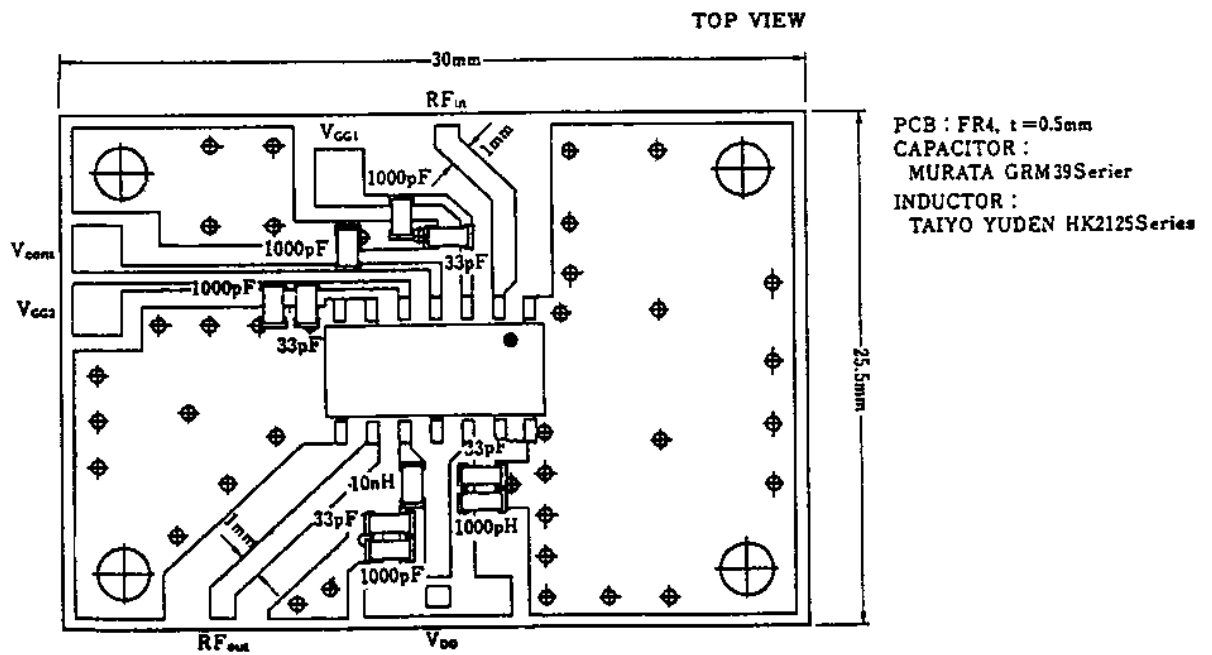 TOP VIEW
30mm
RFin
VGG1
1mm
PCB : FR4, t=0.5mm
CAPACITOR :
MURATA GRM39Serier
INDUCTOR :
TAIYO YUDEN HK2125Series
1000pF
Vcont
1000pF
33pF
1000pF
VGG2
33pF
25.5mm
33pF
10nH
33pF
1mm
1000pH
1000pF
RFout
VDD